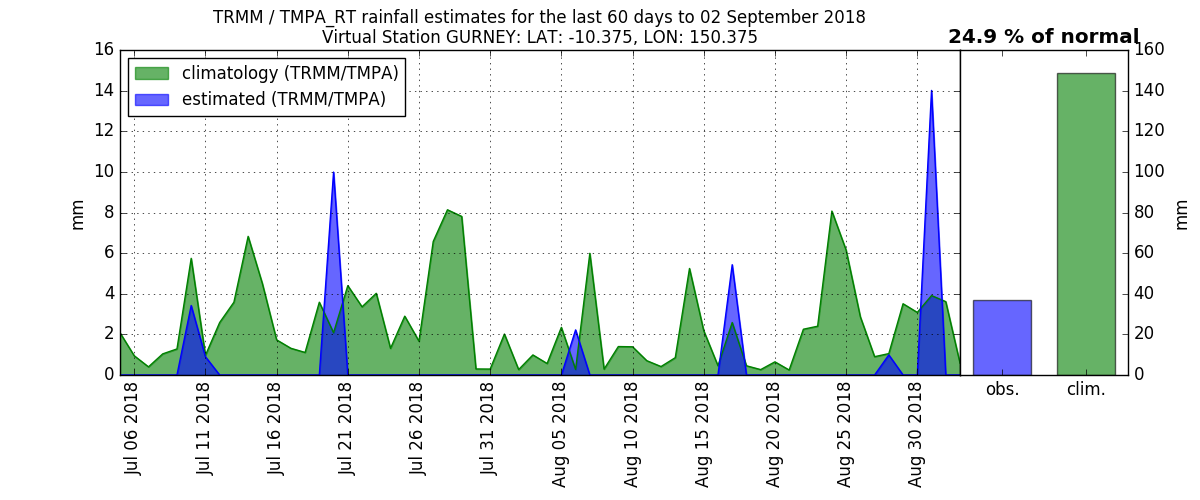 TRMM / TMPA_RT rainfall estimates for the last 60 days to 02 September 2018
Virtual Station GURNEY: LAT: -10.375, LON: 150.375
24.9 % of normal
climatology (TRMM/TMPA)
estimated (TRMM/TMPA)
16
14
12
10
8
6
4
2
0
mm
160
140
120
100
80
60
40
20
0
mm
Jul 06 2018
Jul 11 2018
Jul 16 2018
Jul 21 2018
Jul 26 2018
Jul 31 2018
Aug 05 2018
Aug 10 2018
Aug 15 2018
Aug 20 2018
Aug 25 2018
Aug 30 2018
obs.
clim.